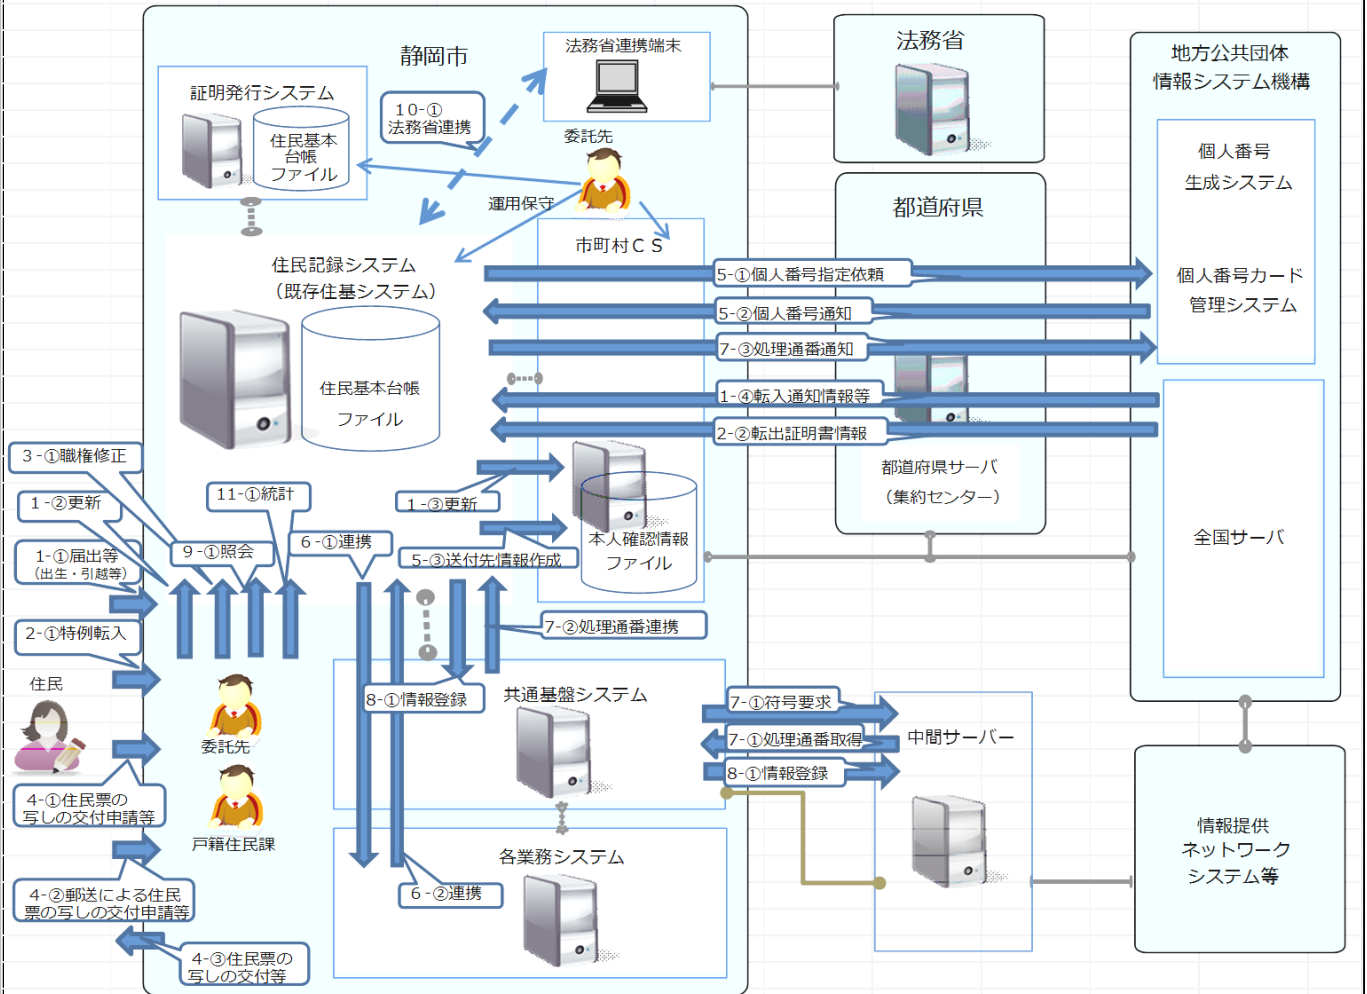 静岡市
法務省連携端末
法務省
地方公共団体
情報システム機構
証明発行システム
住民基本
台帳
ファイル
10-①
法務省連携
委託先
運用保守
個人番号
生成システム
都道府県
市町村ＣＳ
住民記録システム
（既存住基システム）
5-①個人番号指定依頼
個人番号カード
管理システム
5-②個人番号通知
7-③処理通番通知
住民基本台帳
ファイル
1-④転入通知情報等
2-②転出証明書情報
都道府県サーバ
（集約センター）
全国サーバ
3-①職権修正
1-②更新
11-①統計
1-③更新
1-①届出等
（出生・引越等）
9-①照会
6-①連携
5-③送付先情報作成
本人確認情報
ファイル
2-①特例転入
7-②処理通番連携
住民
8-①情報登録
共通基盤システム
7-①符号要求
7-①処理通番取得
8-①情報登録
中間サーバー
委託先
4-①住民票の
写しの交付申請等
戸籍住民課
各業務システム
情報提供
ネットワーク
システム等
6-②連携
4-②郵送による住民
票の写しの交付申請等
4-③住民票の
写しの交付等